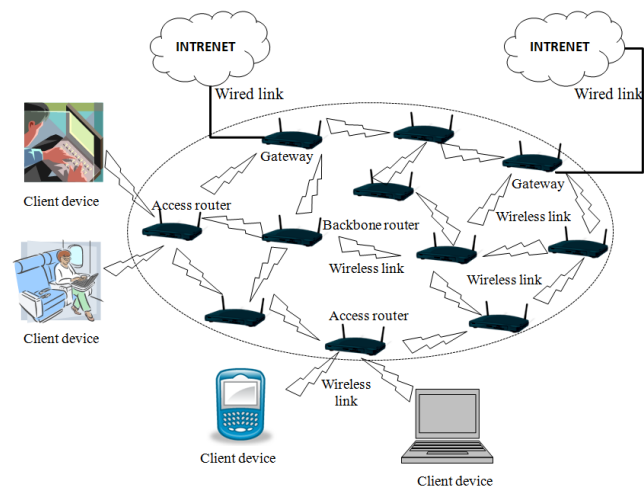 INTRENET
INTRENET
Wired link
Wired link
Gateway
Gateway
Client device
Access router
Wireless link
Backbone router
Wireless link
Wireless link
Client device
Access router
Wireless
link
Client device
Client device